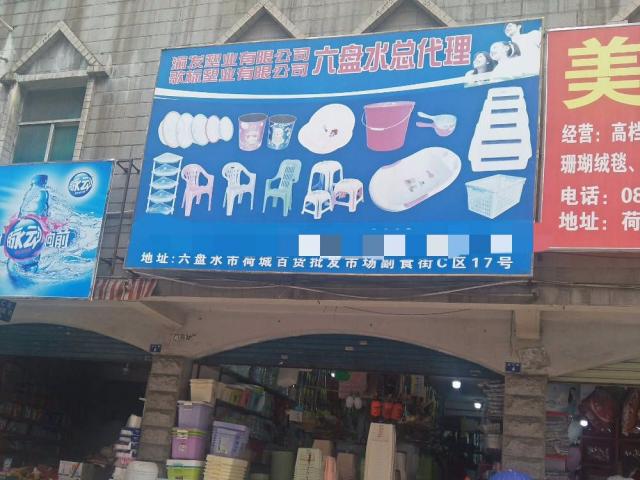 渝发塑业有限公司
歌标塑业有限公司
六盘水总代理
地址:六盘水市荷城百货批发市场副食街C区17号
美
经营:高档
珊瑚绒毯、
电话:08
地址:荷